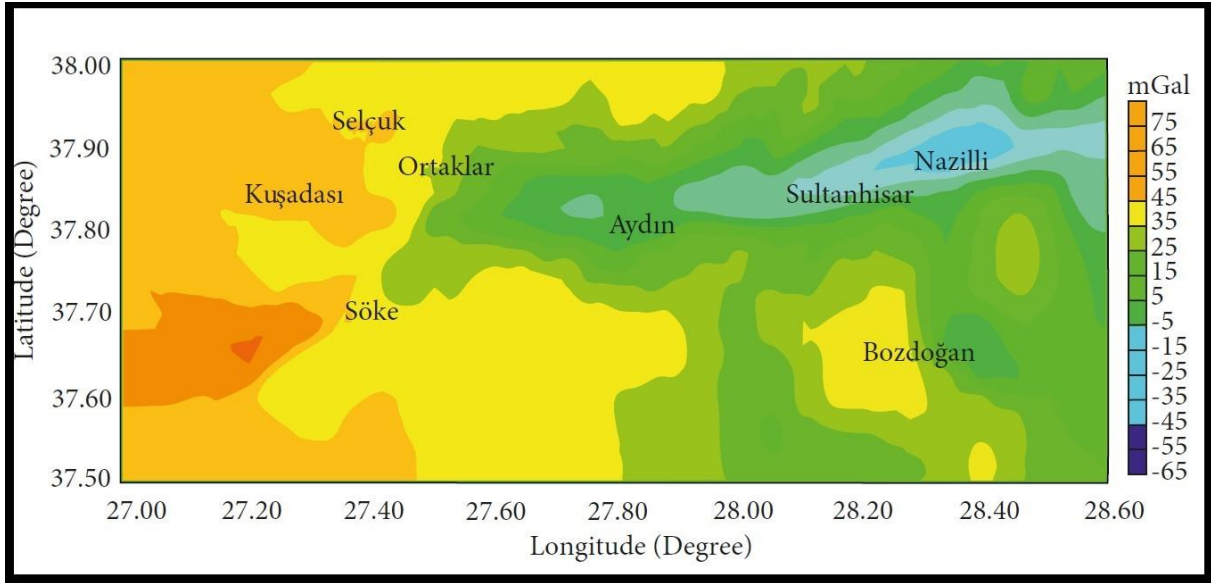 mGal
75
65
55
45
35
25
15
5
-5
-15
-25
-35
-45
-55
-65
Latitude (Degree)
38.00
37.90
37.80
37.70
37.60
37.50
Selçuk
Ortaklar
Nazilli
Kuşadası
Sultanhisar
Aydın
Söke
Bozdoğan
27.00 27.20 27.40 27.60 27.80 28.00 28.20 28.40 28.60
Longitude (Degree)